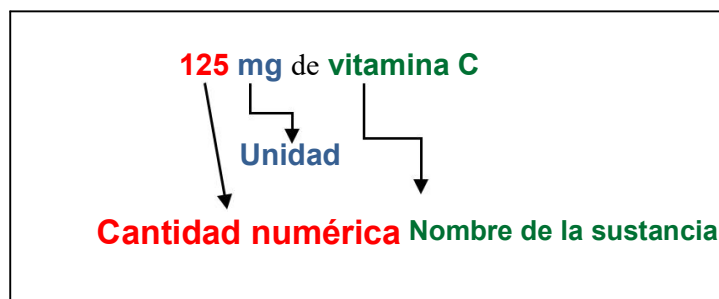 125 mg de vitamina C
Unidad
Cantidad numérica Nombre de la sustancia